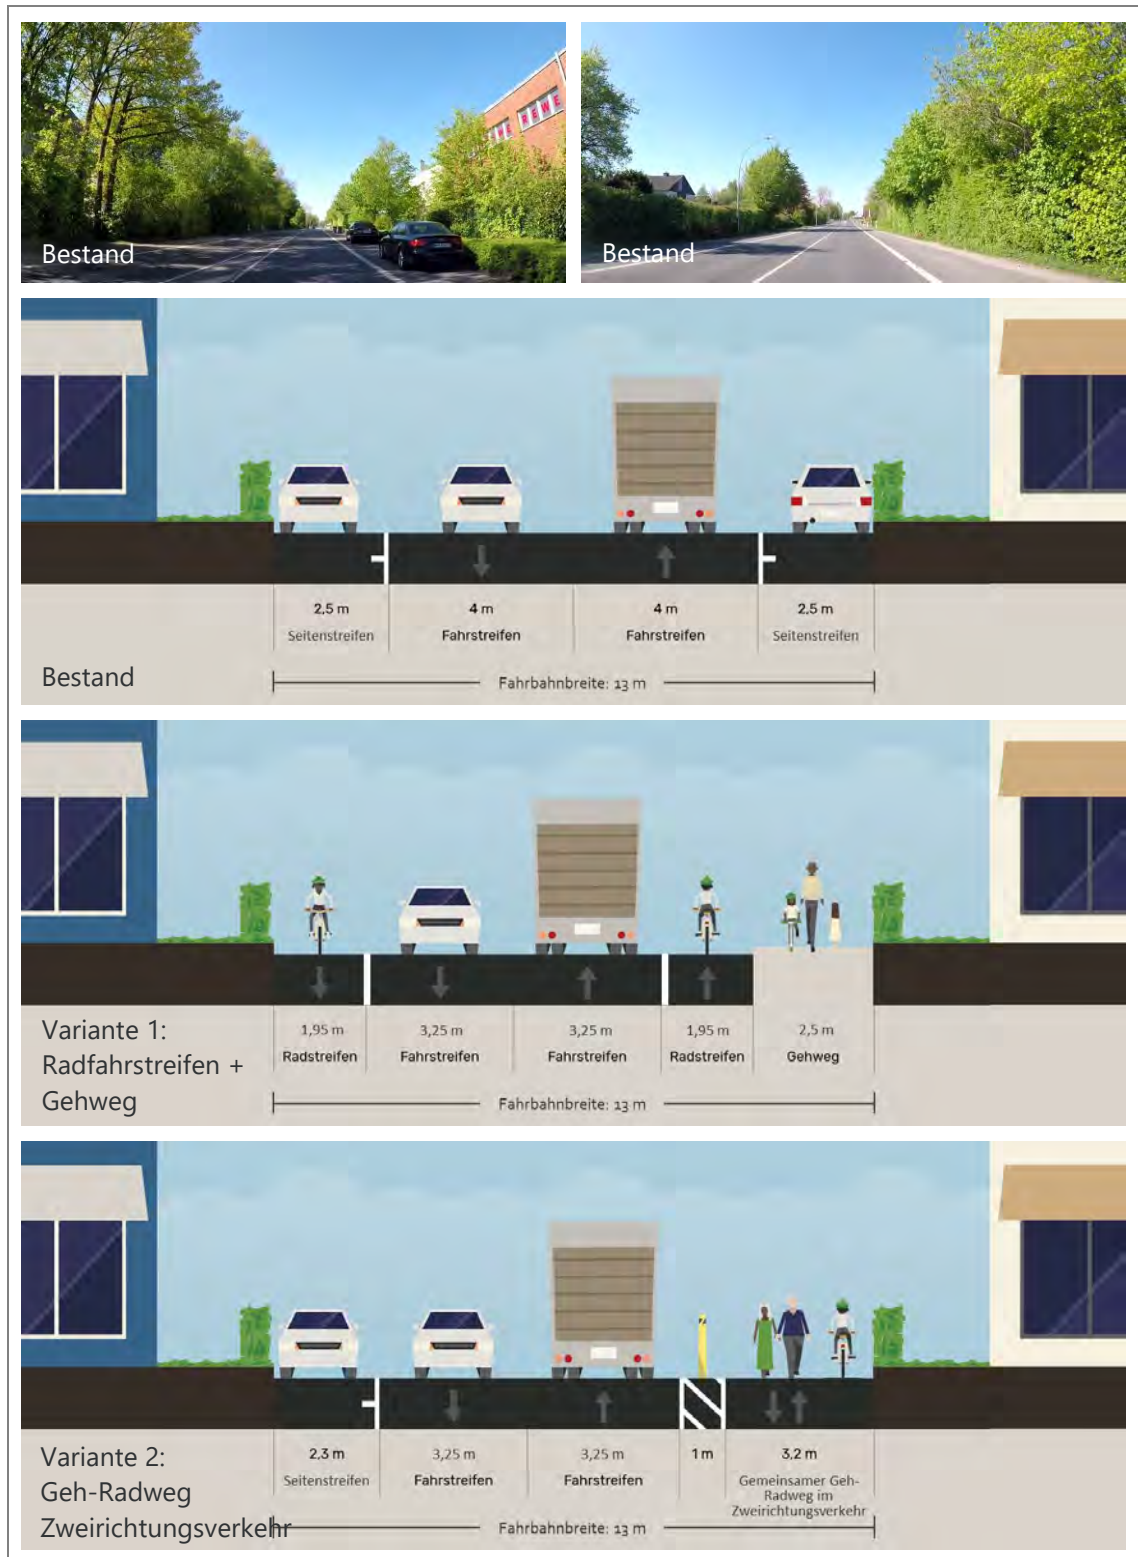 REWE
Bestand
Bestand
2,5 m
4 m
4 m
2,5 m
Seitenstreifen
Fahrstreifen
Fahrstreifen
Seitenstreifen
Bestand
Fahrbahnbreite: 13 m
Variante 1:
Radfahrstreifen +
Gehweg
1,95 m
3,25 m
3,25 m
1,95 m
2,5 m
Radstreifen
Fahrstreifen
Fahrstreifen
Radstreifen
Gehweg
Fahrbahnbreite: 13 m
Variante 2:
Geh-Radweg
Zweirichtungsverkehr
2,3 m
3,25 m
3,25 m
1 m
3,2 m
Seitenstreifen
Fahrstreifen
Fahrstreifen
Gemeinsamer Geh-
Radweg im
Zweirichtungsverkehr
Fahrbahnbreite: 13 m